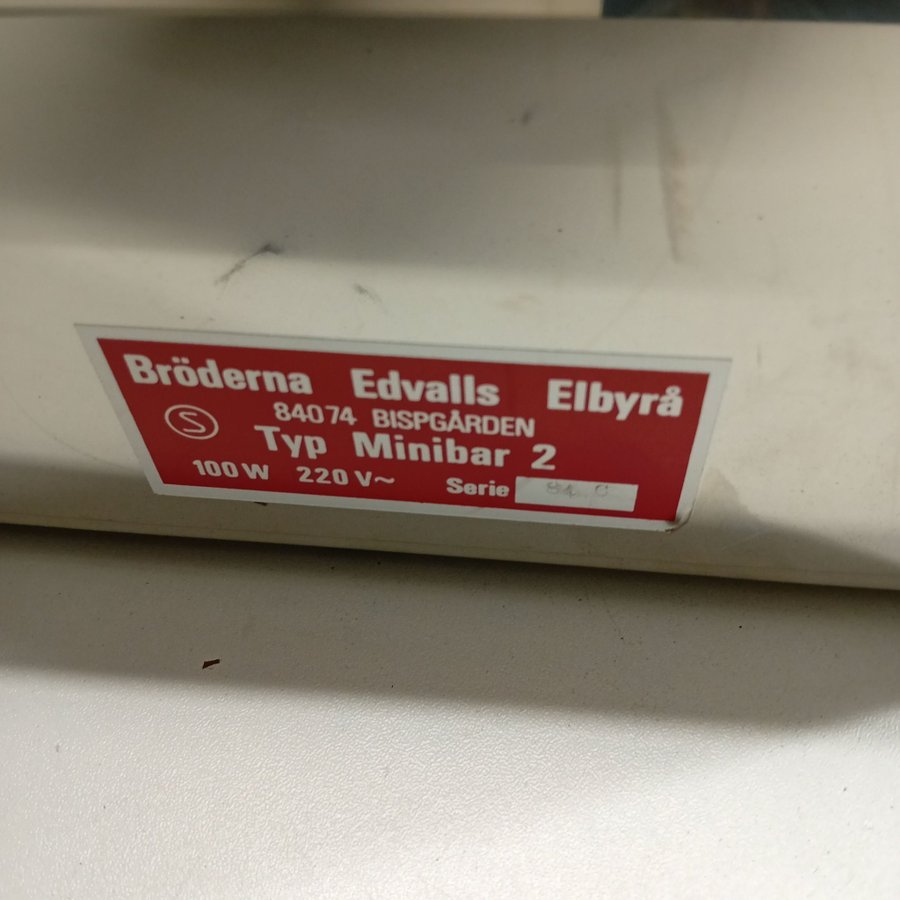 Bröderna Edvalls Elbyrå
84074 BISPGÅRDEN
S Typ Minibar 2
100 W 220 V~ Serie